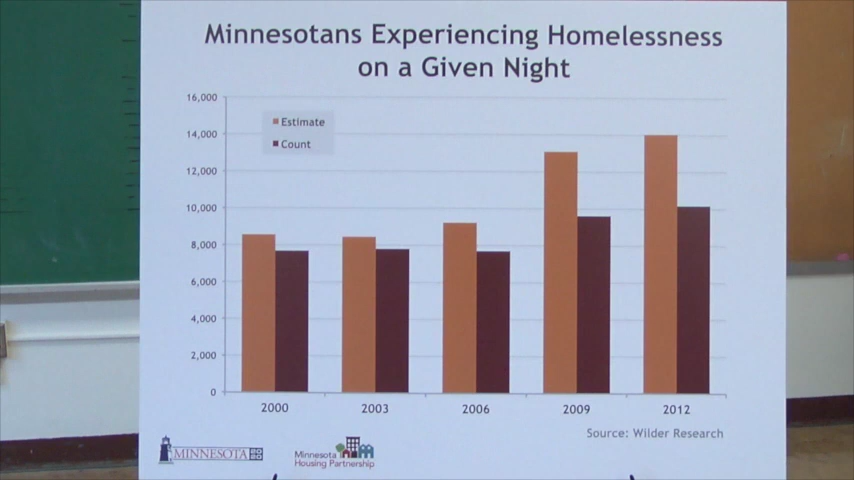 Minnesotans Experiencing Homelessness
on a Given Night
16,000
14,000
12,000
10,000
8,000
6,000
4,000
2,000
0
Estimate
Count
2000 2003 2006 2009 2012
Source: Wilder Research
MINNESOTA
Minnesota
Housing Partnership